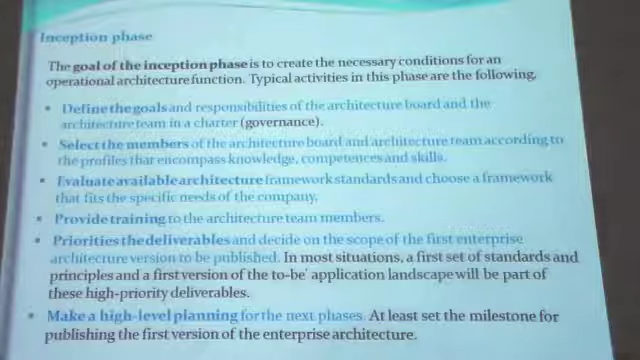 Inception phase
The goal of the inception phase is to create the necessary conditions for an
operational architecture function. Typical activities in this phase are the following,
• Define the goals and responsibilities of the architecture board and the
architecture team in a charter (governance).
• Select the members of the architecture board and architecture team according to
the profiles that encompass knowledge, competences and skills.
• Evaluate available architecture framework standards and choose a framework
that fits the specific needs of the company.
• Provide training to the architecture team members.
• Priorities the deliverables and decide on the scope of the first enterprise
architecture version to be published. In most situations, a first set of standards and
principles and a first version of the to-be' application landscape will be part of
these high-priority deliverables.
• Make a high-level planning for the next phases. At least set the milestone for
publishing the first version of the enterprise architecture.